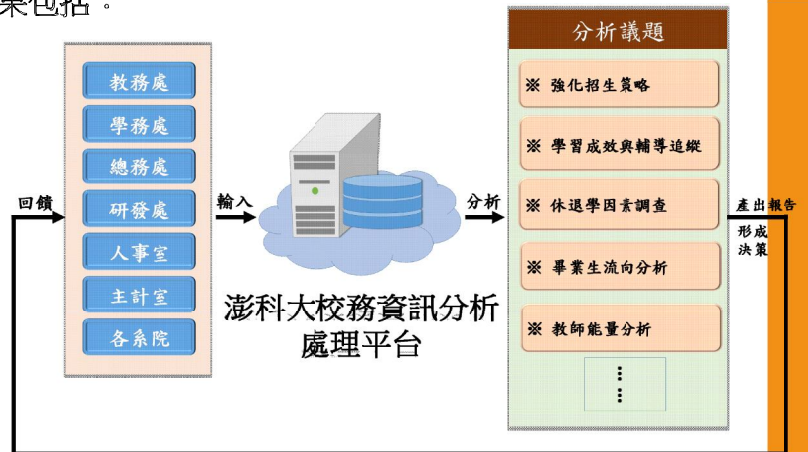 果包括。
分析議題
教務處
學務處
總務處
研發處
人事室
主計室
各系院
回饋
輸入
澎科大校務資訊分析
處理平台
分析
※ 強化招生策略
※ 學習成效與輔導追蹤
※ 休退學因素調查
※ 畢業生流向分析
※ 教師能量分析
⋮
⋮
產出報告
形成
決策